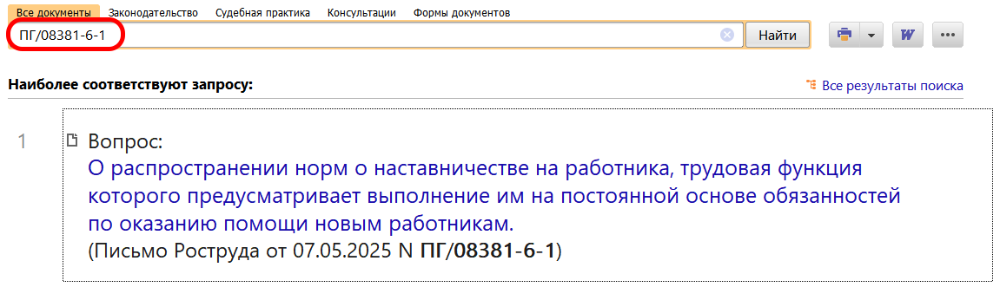 Все документы Законодательство Судебная практика Консультации Формы документов
ПГ/08381-6-1 Найти W
Наиболее соответствуют запросу: Все результаты поиска
1 Вопрос:
О распространении норм о наставничестве на работника, трудовая функция
которого предусматривает выполнение им на постоянной основе обязанностей
по оказанию помощи новым работникам.
(Письмо Роструда от 07.05.2025 N ПГ/08381-6-1)